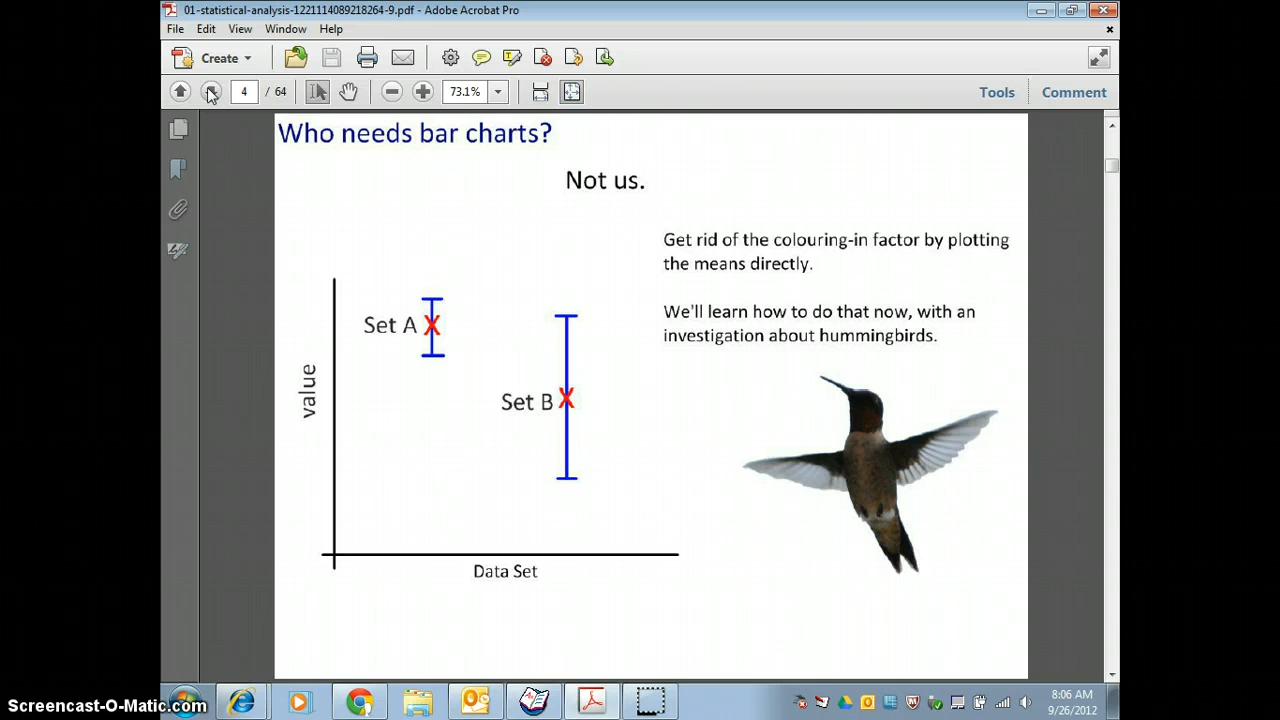 01-statistical-analysis-1221114089218264-9.pdf - Adobe Acrobat Pro
File Edit View Window Help
Create
4 / 64 73.1% Tools Comment
Who needs bar charts?
Not us.
Get rid of the colouring-in factor by plotting
the means directly.
We'll learn how to do that now, with an
investigation about hummingbirds.
Set A X
Set B X
value
Data Set
Screencast-O-Matic.com
8:06 AM
9/26/2012